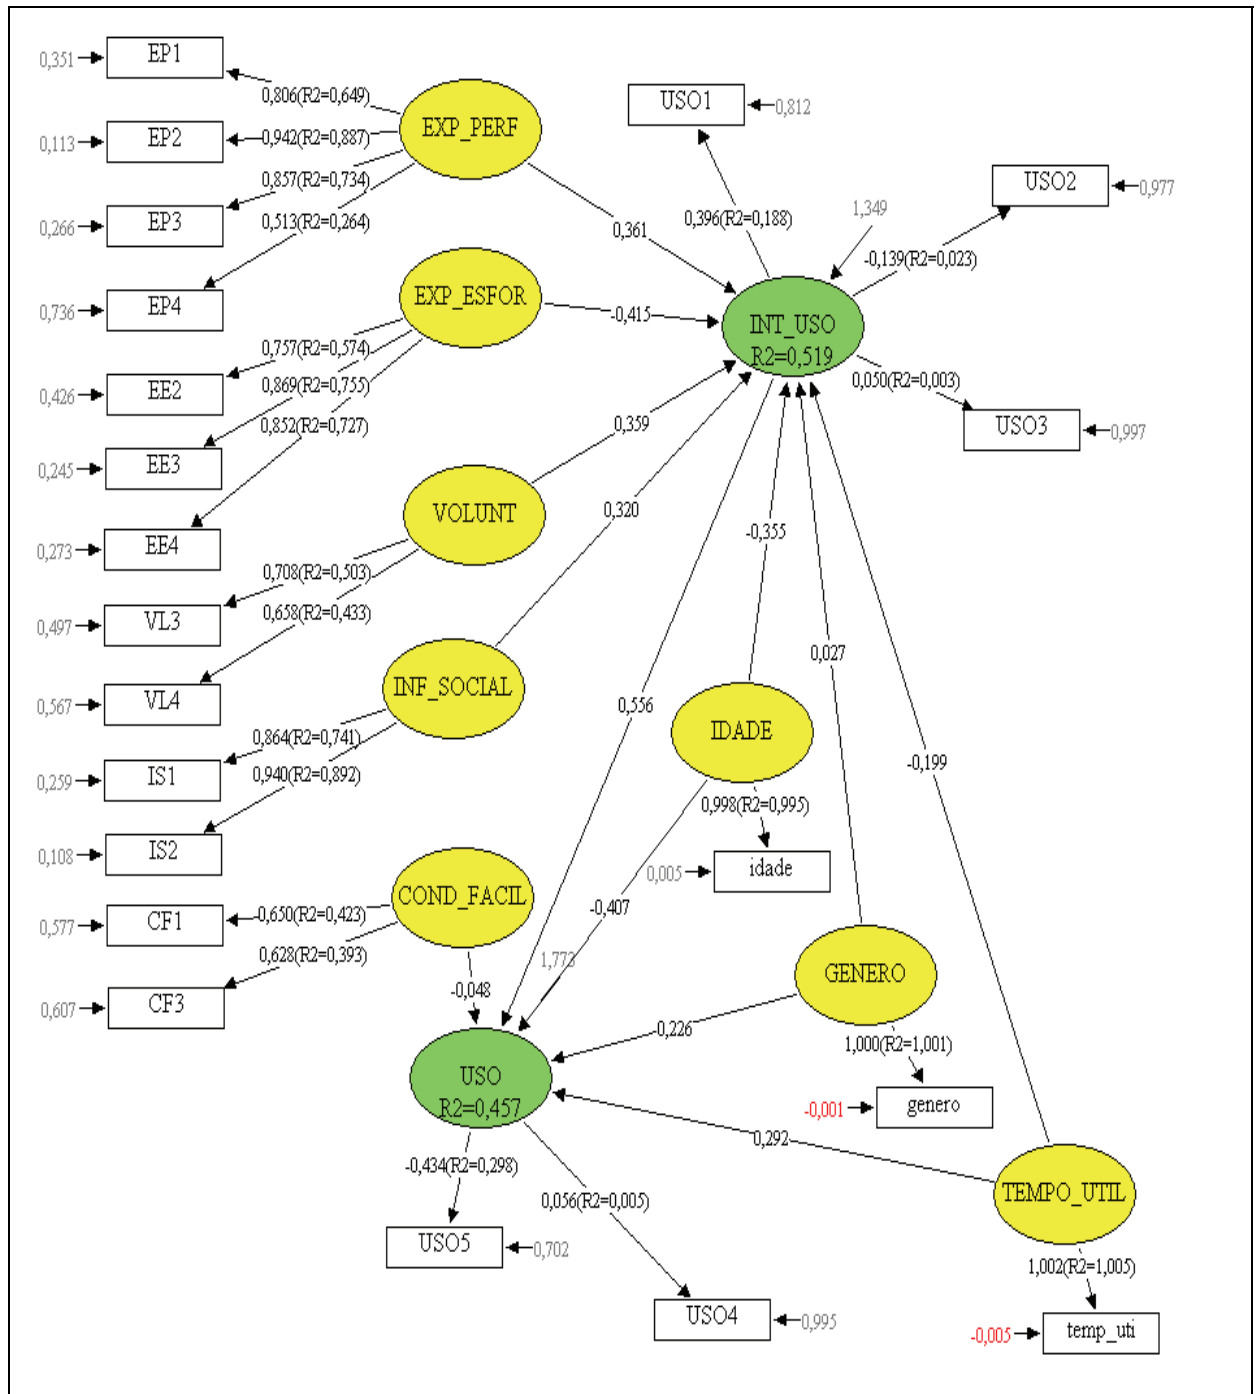 EP1
0,351
0,806(R2=0,649)
EXP_PERF
USO1
0,812
EP2
0,113
0,942(R2=0,887)
0,857(R2=0,734)
USO2
0,977
EP3
0,266
0,513(R2=0,264)
0,396(R2=0,188)
1,349
0,361
-0,139(R2=0,023)
EP4
0,736
EXP_ESFOR
-0,415
INT_USO
R2=0,519
0,757(R2=0,574)
0,869(R2=0,755)
0,852(R2=0,727)
EE2
0,426
0,050(R2=0,003)
USO3
0,997
0,359
EE3
0,245
VOLUNT
0,320
-0,355
EE4
0,273
0,708(R2=0,503)
0,658(R2=0,433)
VL3
0,497
0,027
INF_SOCIAL
VL4
0,567
0,556
IDADE
0,864(R2=0,741)
0,940(R2=0,892)
-0,199
IS1
0,259
0,998(R2=0,995)
IS2
0,108
idade
0,005
COND_FACIL
CF1
0,577
-0,650(R2=0,423)
-0,407
0,628(R2=0,393)
1,773
GENERO
-0,048
CF3
0,607
0,226
1,000(R2=1,001)
USO
R2=0,457
genero
-0,001
0,292
-0,434(R2=0,298)
0,056(R2=0,005)
TEMPO_UTIL
USO5
0,702
1,002(R2=1,005)
USO4
0,995
temp_uti
-0,005